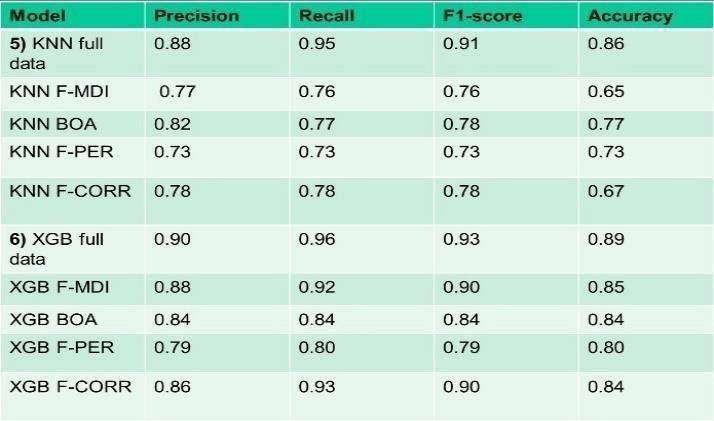 Model Precision Recall F1-score Accuracy
5) KNN full data 0.88 0.95 0.91 0.86
KNN F-MDI 0.77 0.76 0.76 0.65
KNN BOA 0.82 0.77 0.78 0.77
KNN F-PER 0.73 0.73 0.73 0.73
KNN F-CORR 0.78 0.78 0.78 0.67
6) XGB full data 0.90 0.96 0.93 0.89
XGB F-MDI 0.88 0.92 0.90 0.85
XGB BOA 0.84 0.84 0.84 0.84
XGB F-PER 0.79 0.80 0.79 0.80
XGB F-CORR 0.86 0.93 0.90 0.84